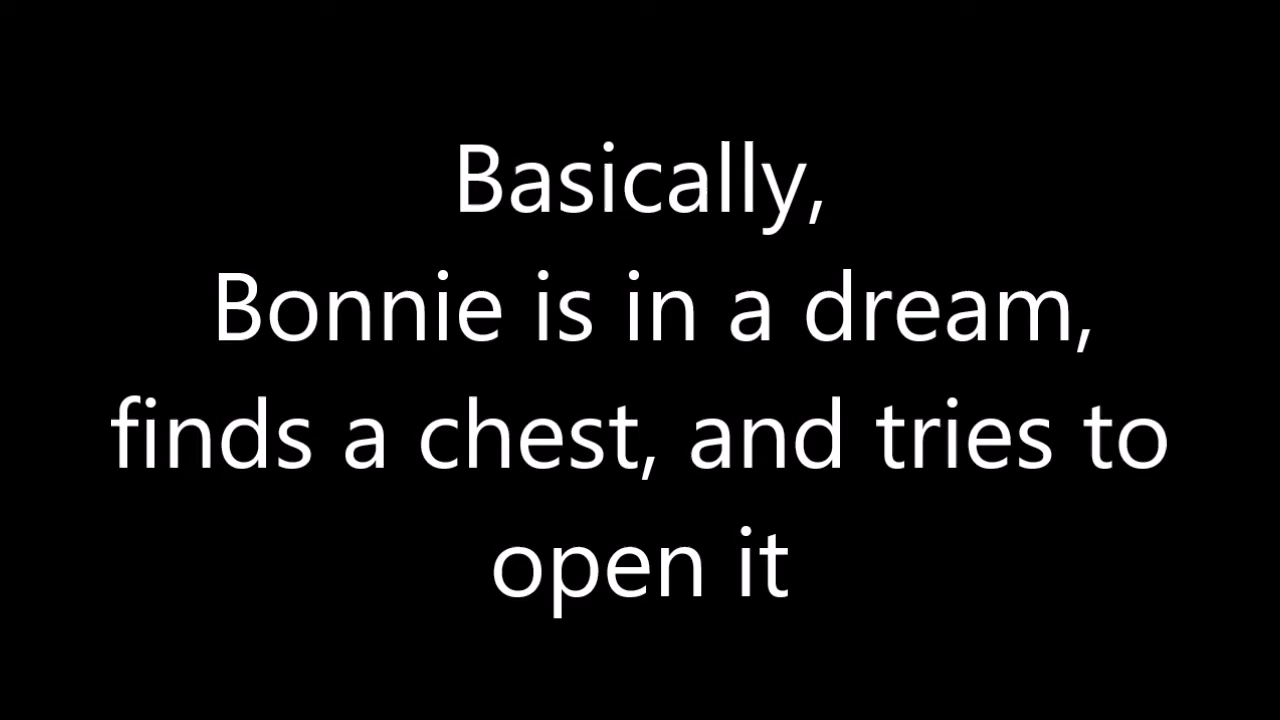 Basically,
Bonnie is in a dream,
finds a chest, and tries to
open it